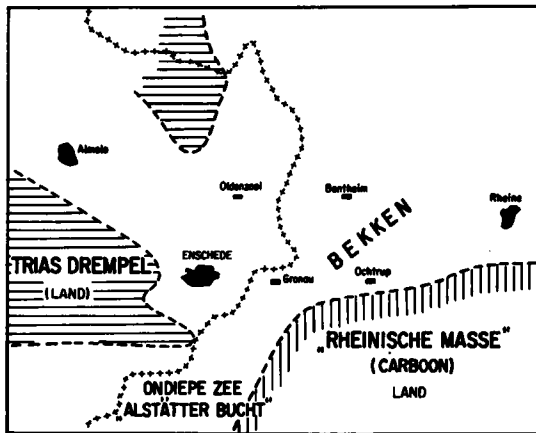 Almelo
Oldenzaal
Bentheim
Rheine
BEKKEN
TRIAS DREMPEL
(LAND)
ENSCHEDE
Gronau
Ochtrup
„RHEINISCHE MASSE“
(CARBOON)
LAND
ONDIEPE ZEE
„ALSTÄTTER BUCHT“